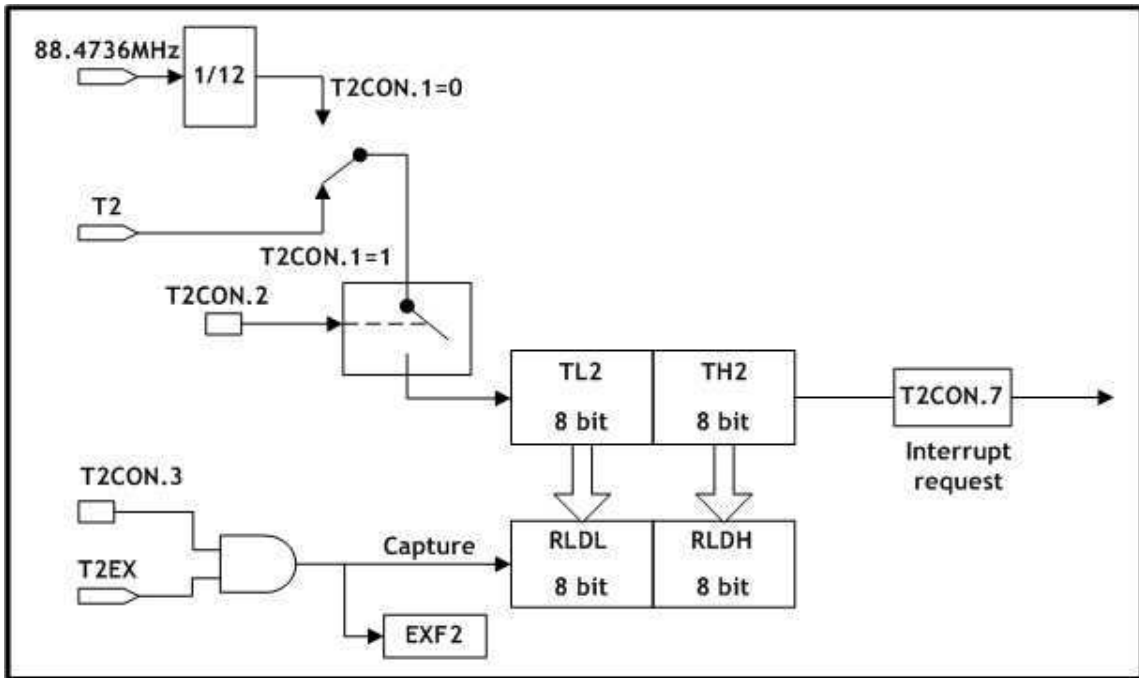 88.4736MHz
1/12
T2CON.1=0
T2
T2CON.1=1
T2CON.2
TL2
8 bit
TH2
8 bit
T2CON.7
Interrupt
request
T2CON.3
T2EX
Capture
RLDL
8 bit
RLDH
8 bit
EXF2